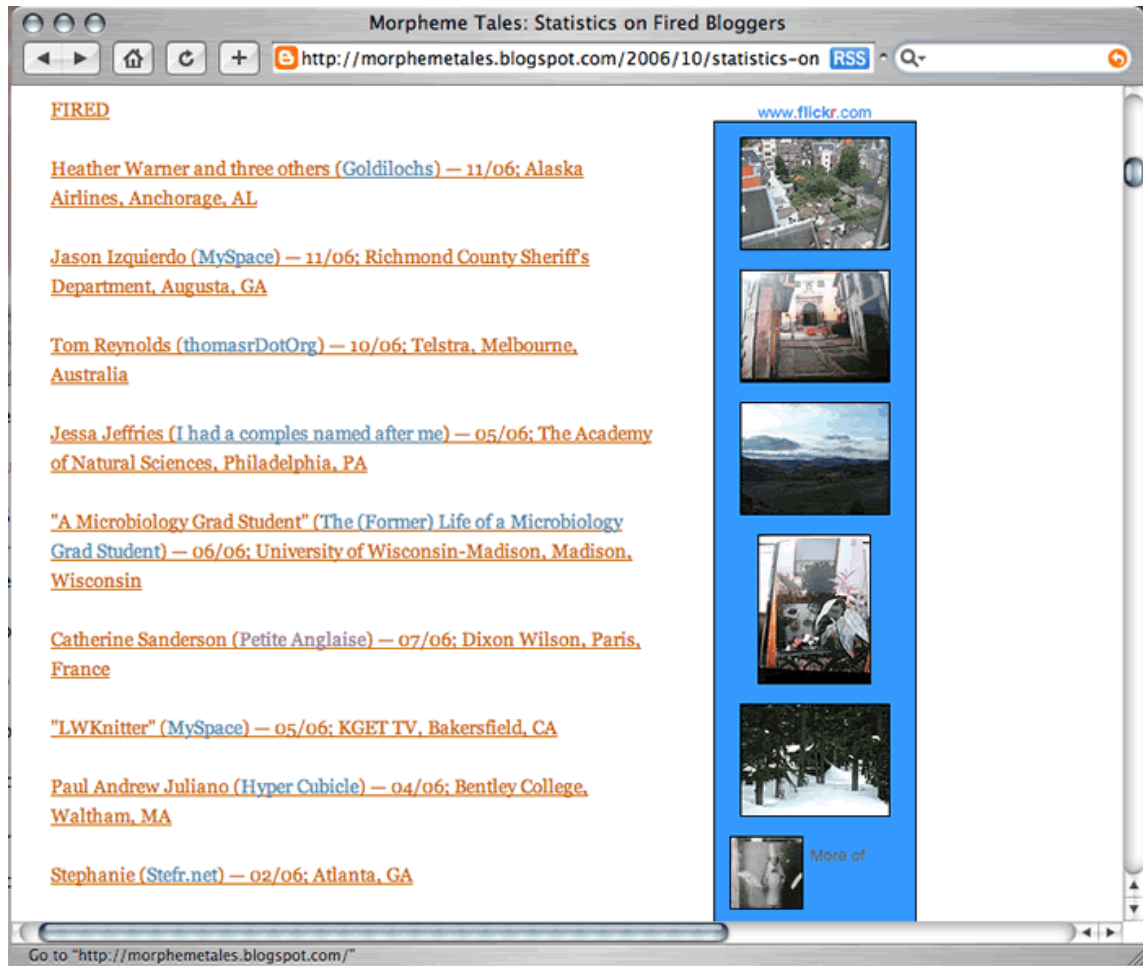 Morpheme Tales: Statistics on Fired Bloggers
http://morphemetales.blogspot.com/2006/10/statistics-on RSS
FIRED
Heather Warner and three others (Goldilochs) — 11/06; Alaska
Airlines, Anchorage, AL
Jason Izquierdo (MySpace) — 11/06; Richmond County Sheriff's
Department, Augusta, GA
Tom Reynolds (thomasrDotOrg) — 10/06; Telstra, Melbourne,
Australia
Jessa Jeffries (I had a comples named after me) — 05/06; The Academy
of Natural Sciences, Philadelphia, PA
"A Microbiology Grad Student" (The (Former) Life of a Microbiology
Grad Student) — 06/06; University of Wisconsin-Madison, Madison,
Wisconsin
Catherine Sanderson (Petite Anglaise) — 07/06; Dixon Wilson, Paris,
France
"LWKnitter" (MySpace) — 05/06; KGET TV, Bakersfield, CA
Paul Andrew Juliano (Hyper Cubicle) — 04/06; Bentley College,
Waltham, MA
Stephanie (Stefr.net) — 02/06; Atlanta, GA
www.flickr.com
More of
Go to "http://morphemetales.blogspot.com/"